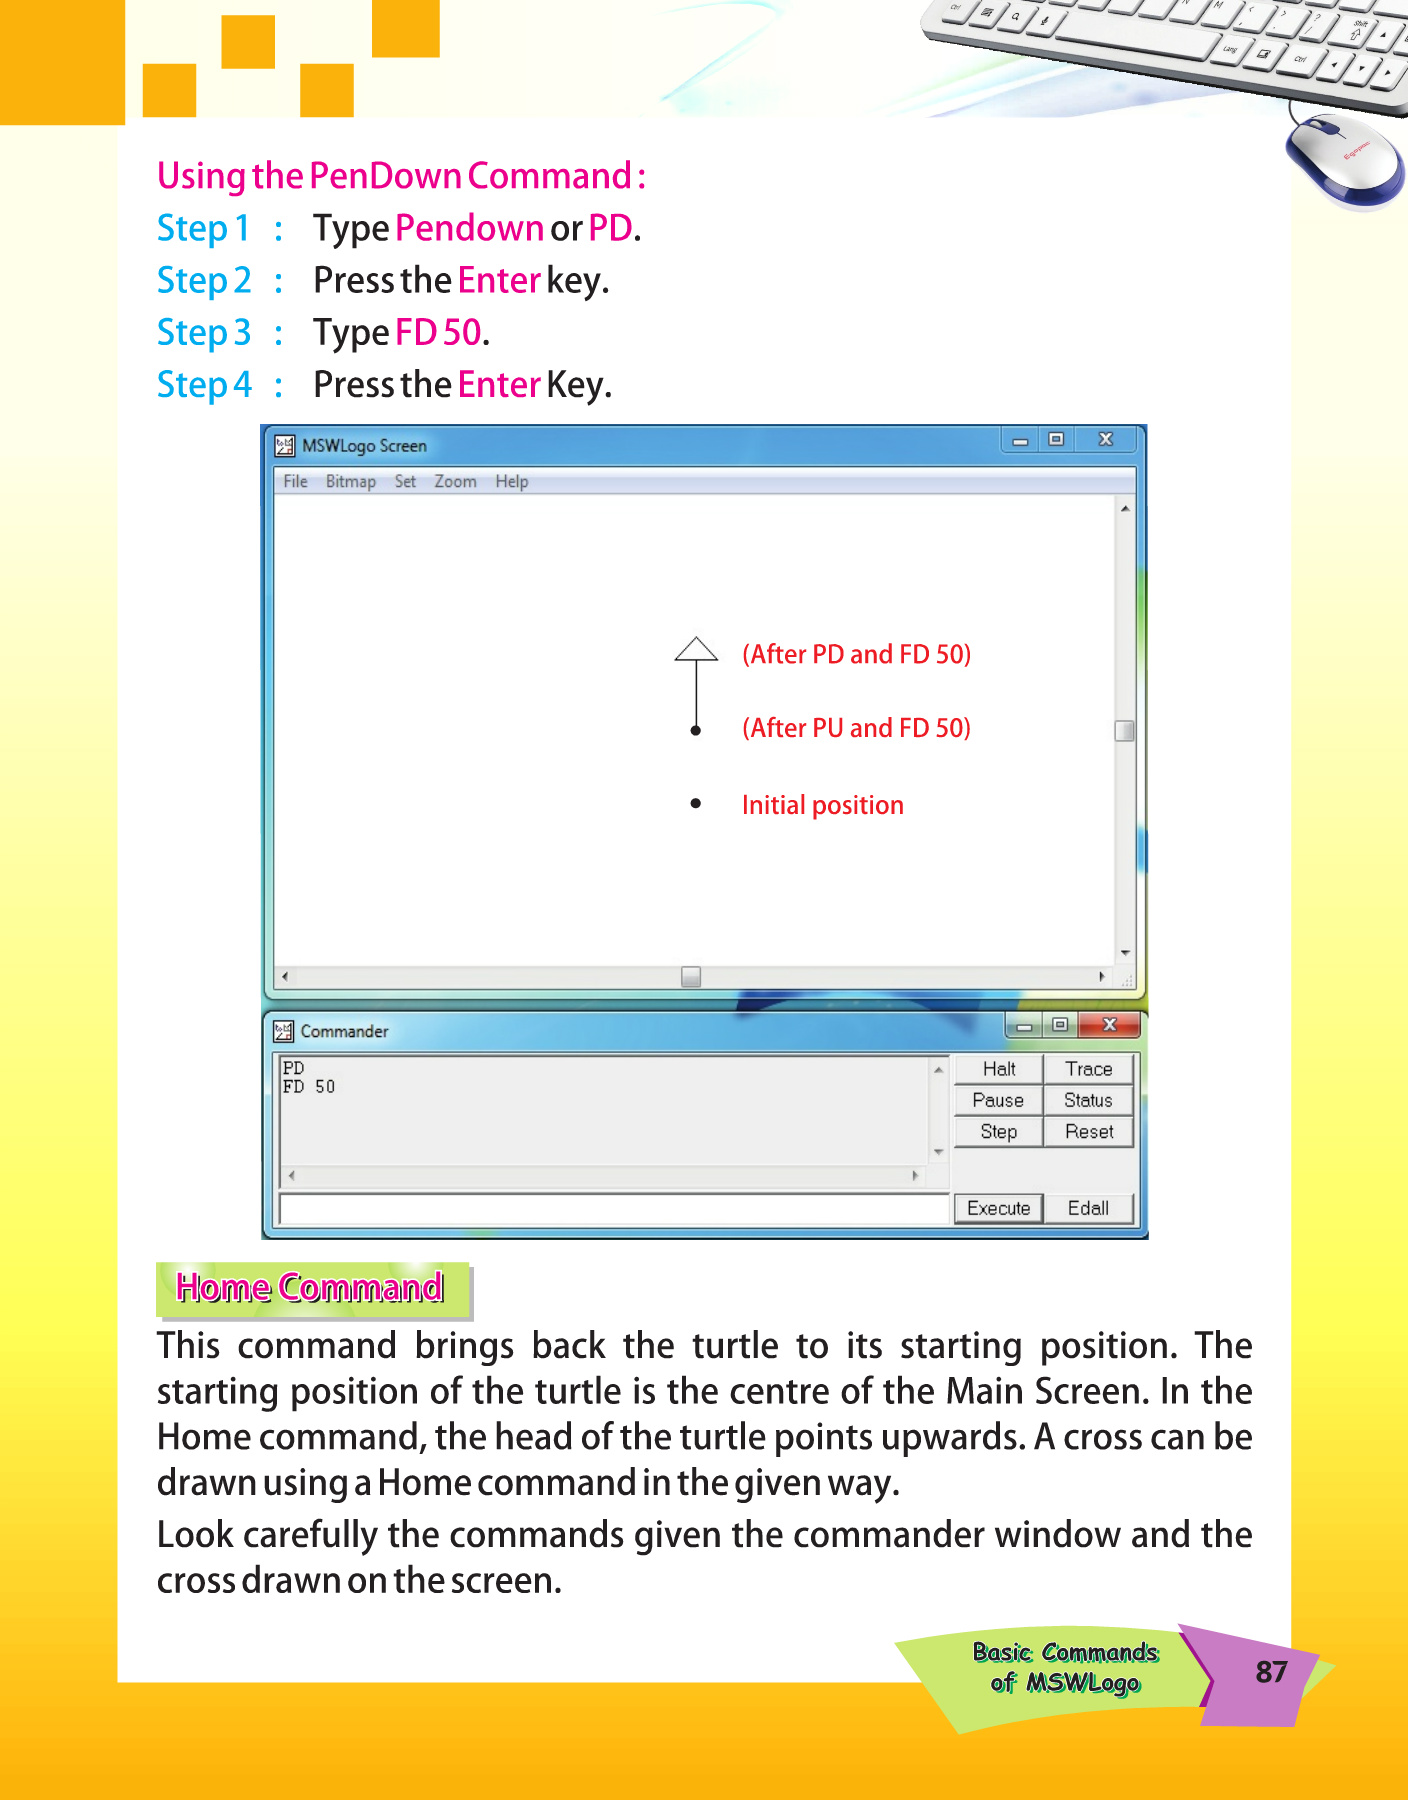 Using the PenDown Command :
Step 1 : Type Pendown or PD.
Step 2 : Press the Enter key.
Step 3 : Type FD 50.
Step 4 : Press the Enter Key.
MSWLogo Screen
File Bitmap Set Zoom Help
(After PD and FD 50)
(After PU and FD 50)
Initial position
Commander
PD
FD 50
Halt Trace
Pause Status
Step Reset
Execute Edall
Home Command
This command brings back the turtle to its starting position. The
starting position of the turtle is the centre of the Main Screen. In the
Home command, the head of the turtle points upwards. A cross can be
drawn using a Home command in the given way.
Look carefully the commands given the commander window and the
cross drawn on the screen.
Basic Commands
of MSWLogo
87